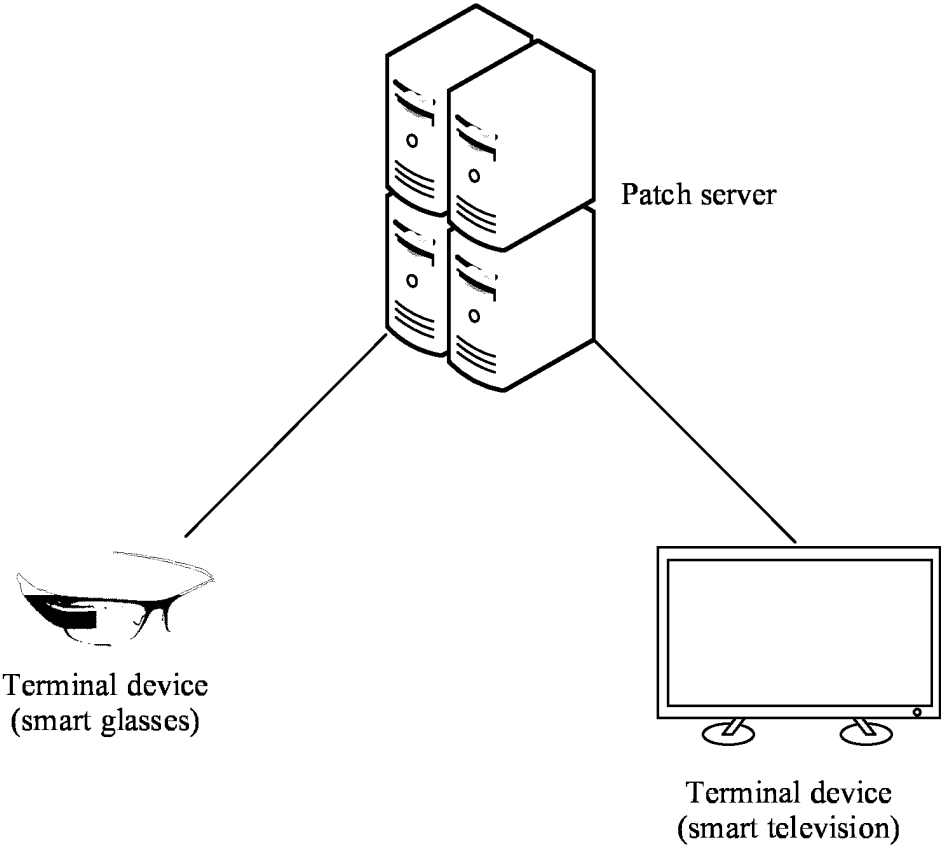 Patch server
Terminal device
(smart glasses)
Terminal device
(smart television)